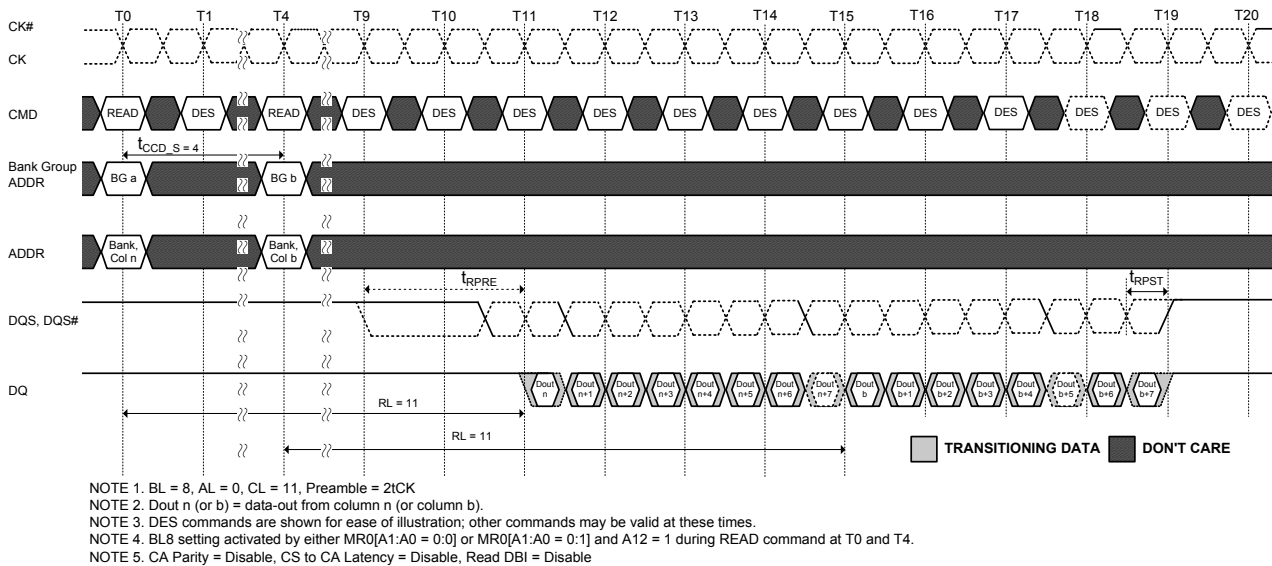 T0 T1 T4 T9 T10 T11 T12 T13 T14 T15 T16 T17 T18 T19 T20
CK#
CK
CMD READ DES READ DES DES DES DES DES DES DES DES DES DES DES DES
tCCD_S = 4
Bank Group
ADDR
BG a BG b
ADDR
Bank,
Col n
Bank,
Col b
tRPRE tRPST
DQS, DQS#
DQ
Dout
n
Dout
n+1
Dout
n+2
Dout
n+3
Dout
n+4
Dout
n+5
Dout
n+6
Dout
n+7
Dout
b
Dout
b+1
Dout
b+2
Dout
b+3
Dout
b+4
Dout
b+5
Dout
b+6
Dout
b+7
RL = 11
RL = 11
TRANSITIONING DATA DON'T CARE
NOTE 1. BL = 8, AL = 0, CL = 11, Preamble = 2tCK
NOTE 2. Dout n (or b) = data-out from column n (or column b).
NOTE 3. DES commands are shown for ease of illustration; other commands may be valid at these times.
NOTE 4. BL8 setting activated by either MR0[A1:A0 = 0:0] or MR0[A1:A0 = 0:1] and A12 = 1 during READ command at T0 and T4.
NOTE 5. CA Parity = Disable, CS to CA Latency = Disable, Read DBI = Disable